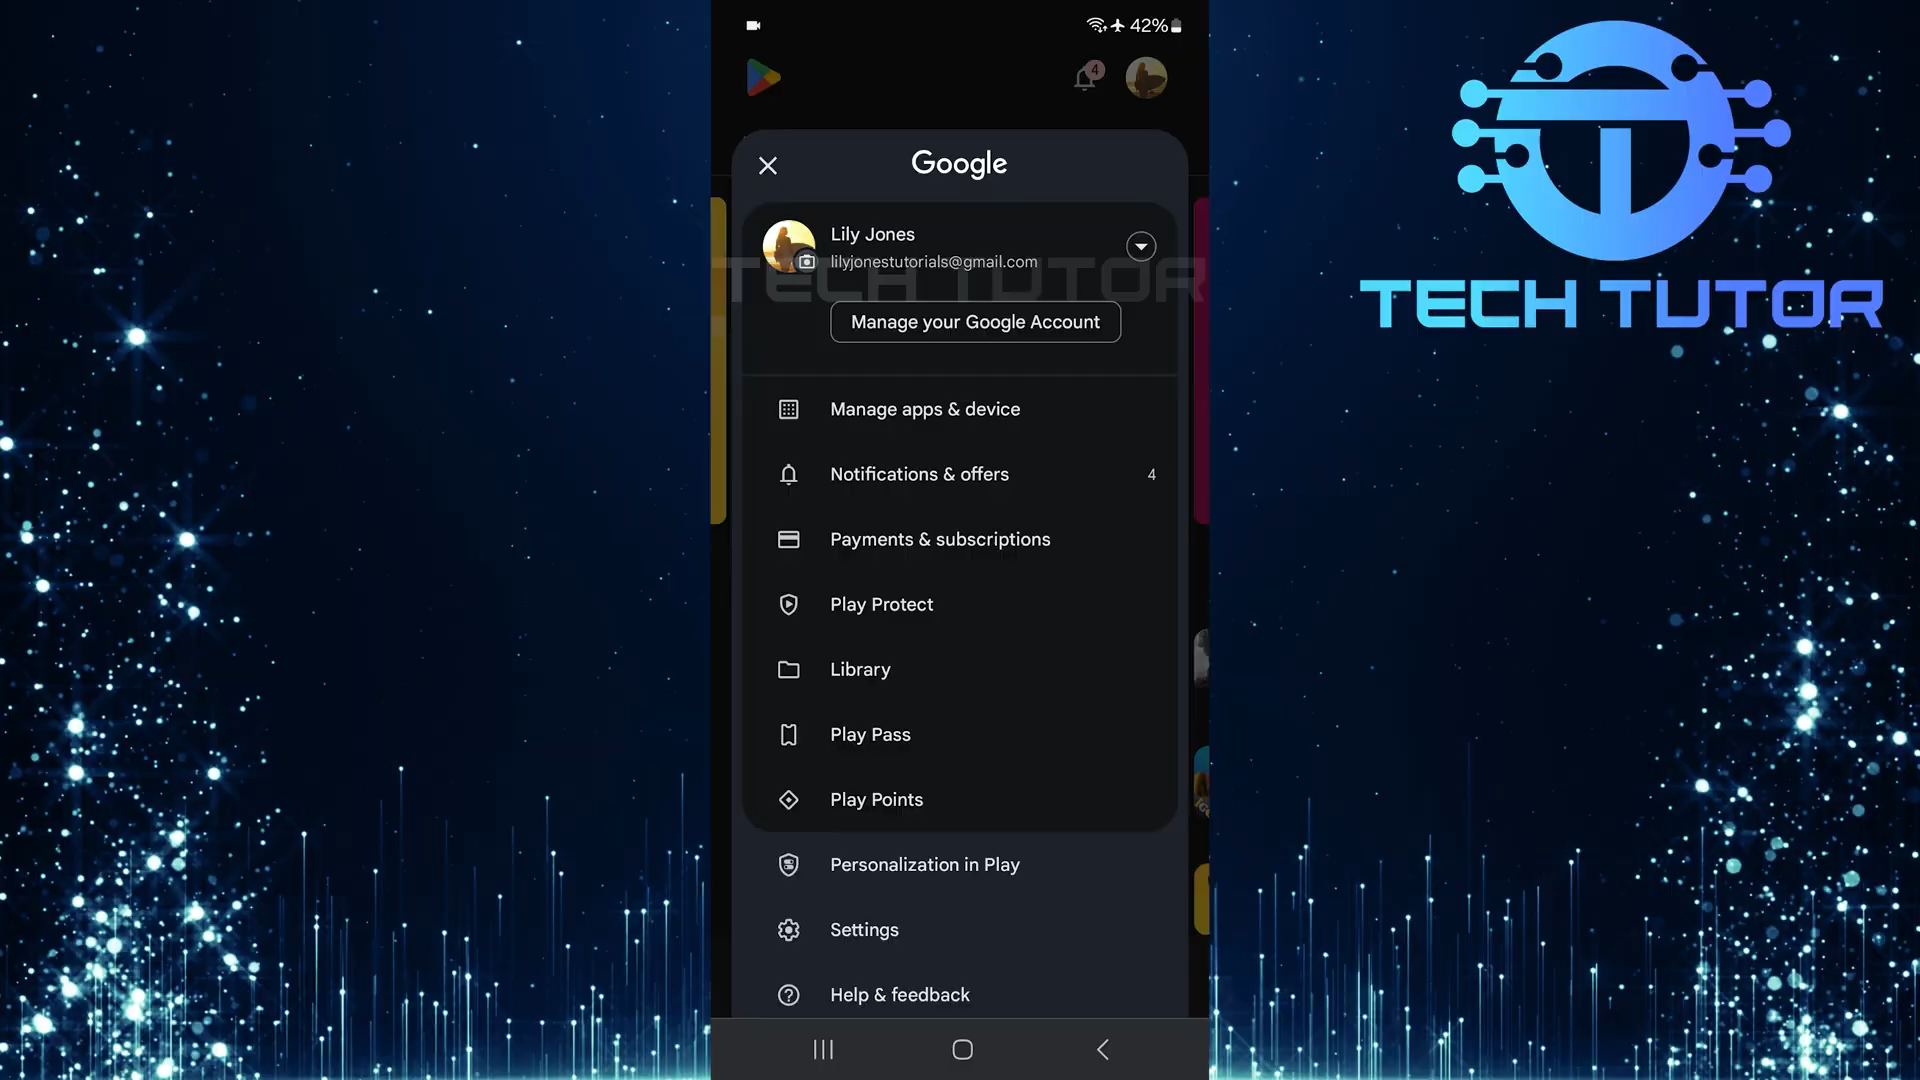 42%
4
TECH TUTOR
Google
Lily Jones
lilyjonestutorials@gmail.com
TECH TUTOR
Manage your Google Account
Manage apps & device
Notifications & offers
4
Payments & subscriptions
Play Protect
Library
Play Pass
Play Points
Personalization in Play
Settings
Help & feedback